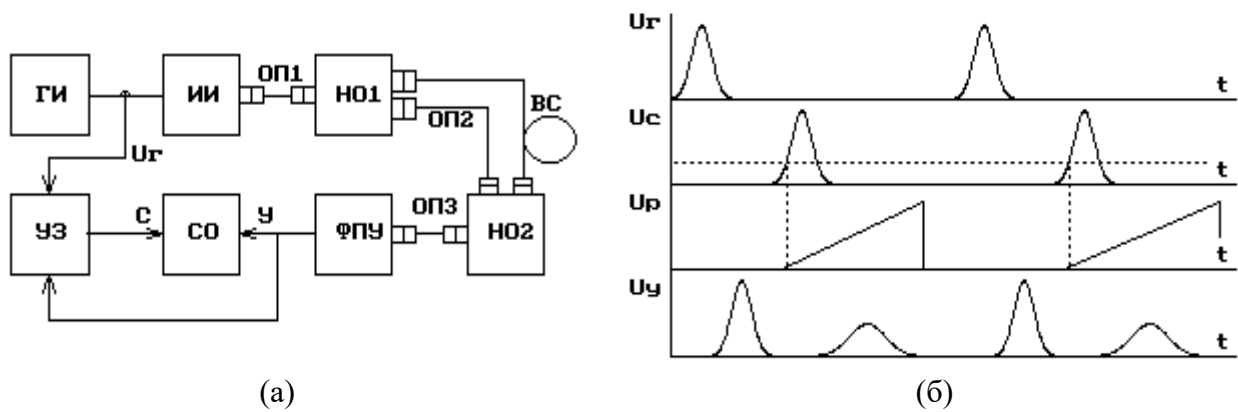 ГИ ИИ ОП1 НО1
ОП2 ВС
Uг
УЗ С СО У ФПУ ОП3 НО2
(а)
Uг t
Uс t
Uр t
Uу t
(б)